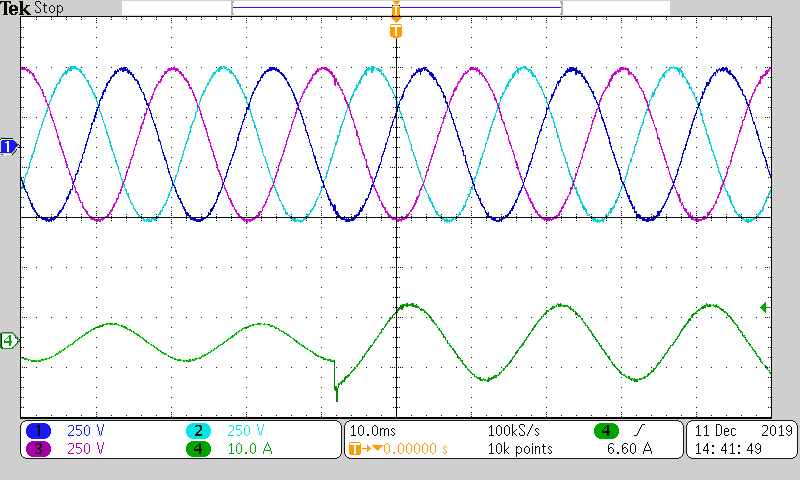 Tek Stop
T
T
1
4
1 250 V 2 250 V 10.0ms 100kS/s 4 11 Dec 2019
3 250 V 4 10.0 A T→▼0.00000 s 10k points 6.60 A 14:41:49